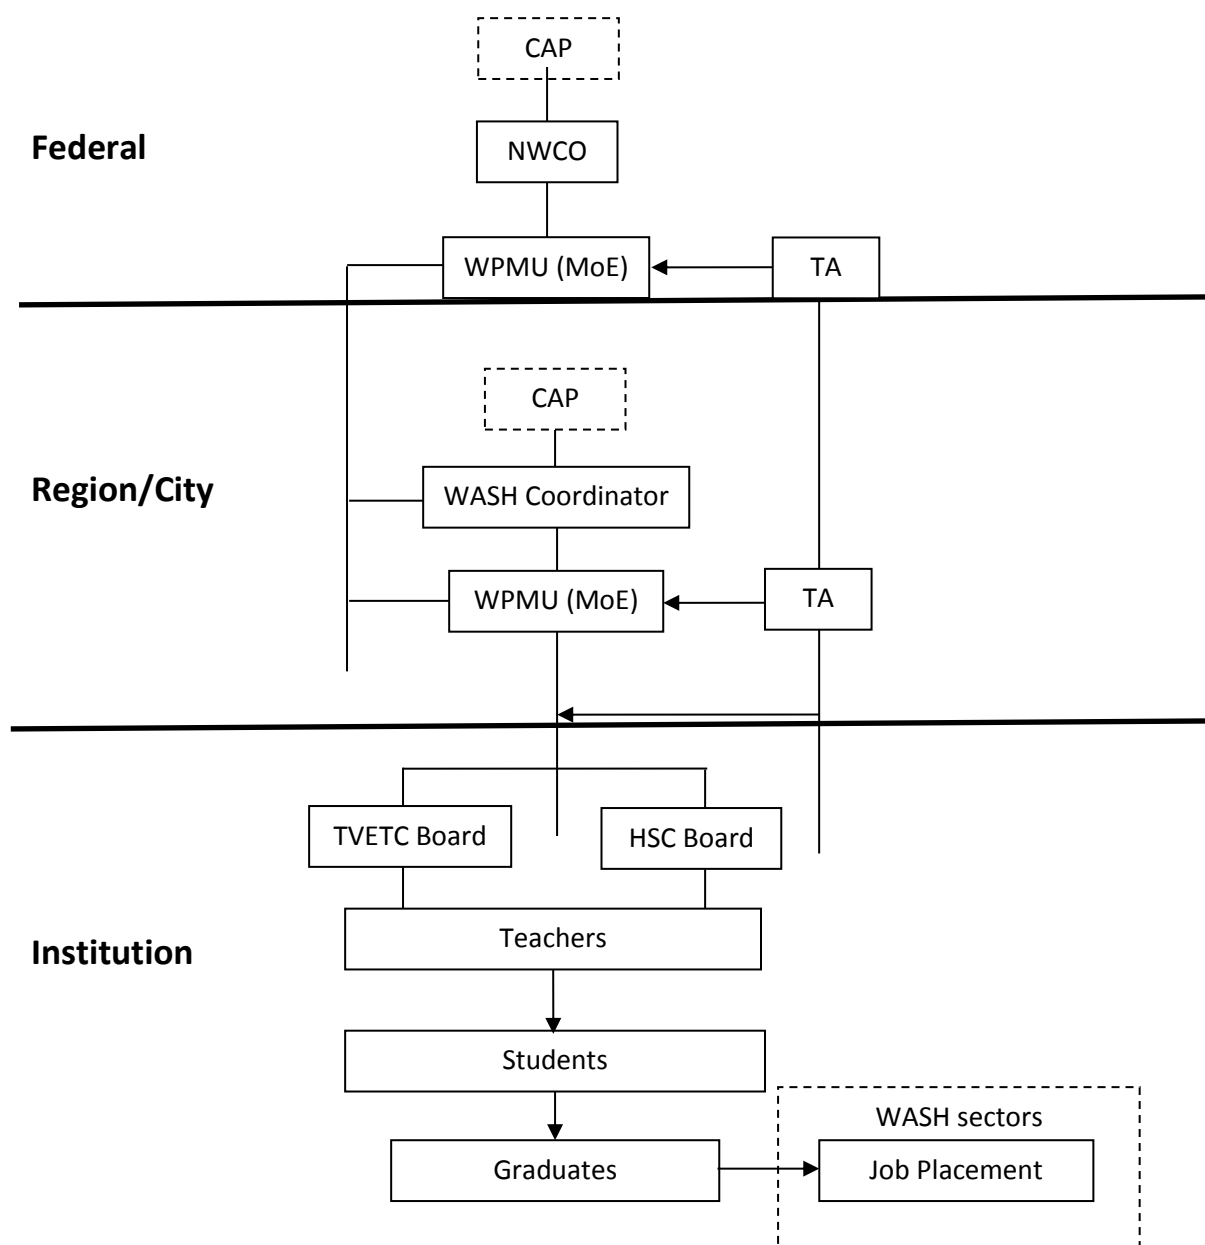 CAP
Federal
NWCO
WPMU (MoE)
TA
CAP
Region/City
WASH Coordinator
WPMU (MoE)
TA
TVETC Board
HSC Board
Institution
Teachers
Students
WASH sectors
Graduates
Job Placement